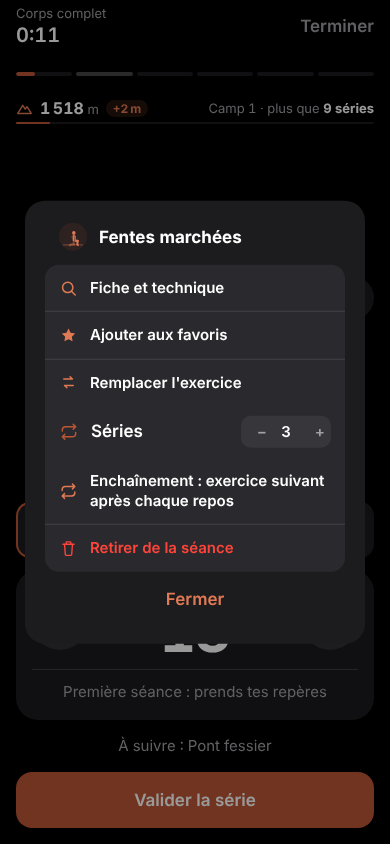 Corps complet
0:11
Terminer
1 518 m
+2 m
Camp 1 · plus que 9 séries
Fentes marchées
Fiche et technique
Ajouter aux favoris
Remplacer l'exercice
Séries
− 3 +
Enchaînement : exercice suivant
après chaque repos
Retirer de la séance
Fermer
Première séance : prends tes repères
À suivre : Pont fessier
Valider la série